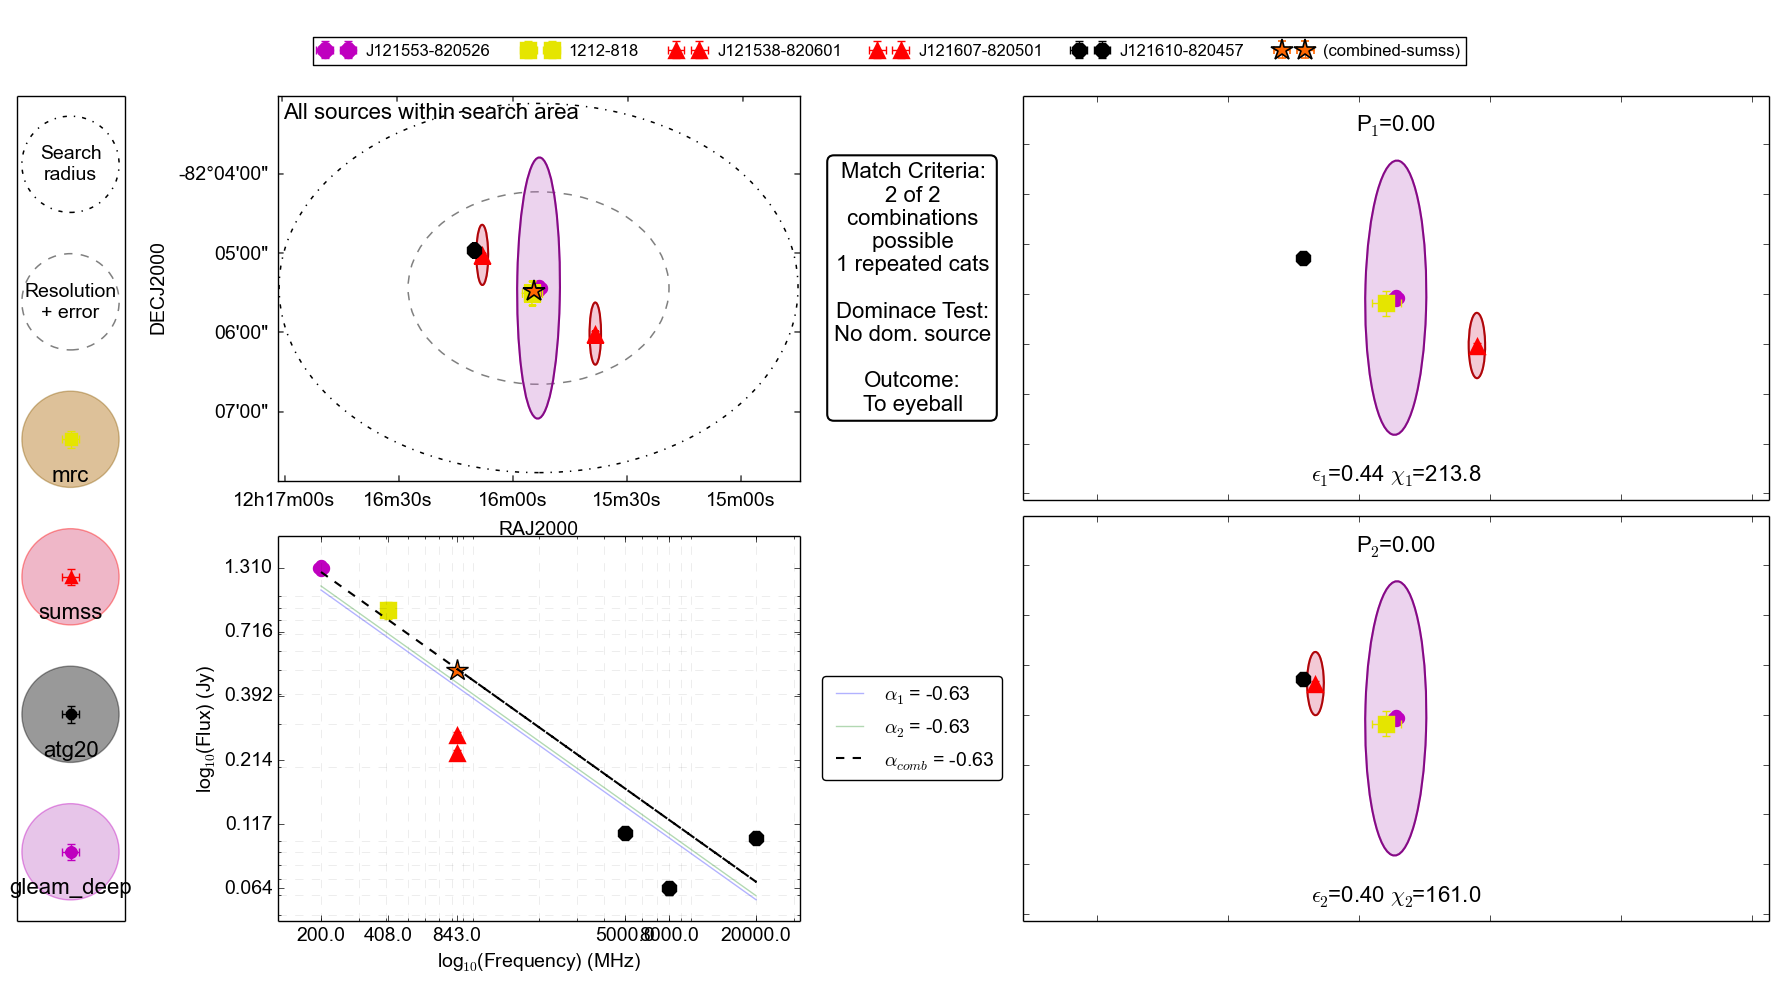 J121553-820526 1212-818 J121538-820601 J121607-820501 J121610-820457 (combined-sumss)
Search
radius
Resolution
+ error
mrc
sumss
atg20
gleam_deep
All sources within search area
DECJ2000
-82°04'00"
05'00"
06'00"
07'00"
12h17m00s 16m30s 16m00s 15m30s 15m00s
RAJ2000
Match Criteria:
2 of 2
combinations
possible
1 repeated cats
Dominace Test:
No dom. source
Outcome:
To eyeball
P1=0.00
ϵ1=0.44 χ1=213.8
log10(Flux) (Jy)
1.310
0.716
0.392
0.214
0.117
0.064
200.0 408.0 843.0 5000.0 8000.0 20000.0
log10(Frequency) (MHz)
α1 = -0.63
α2 = -0.63
αcomb = -0.63
P2=0.00
ϵ2=0.40 χ2=161.0